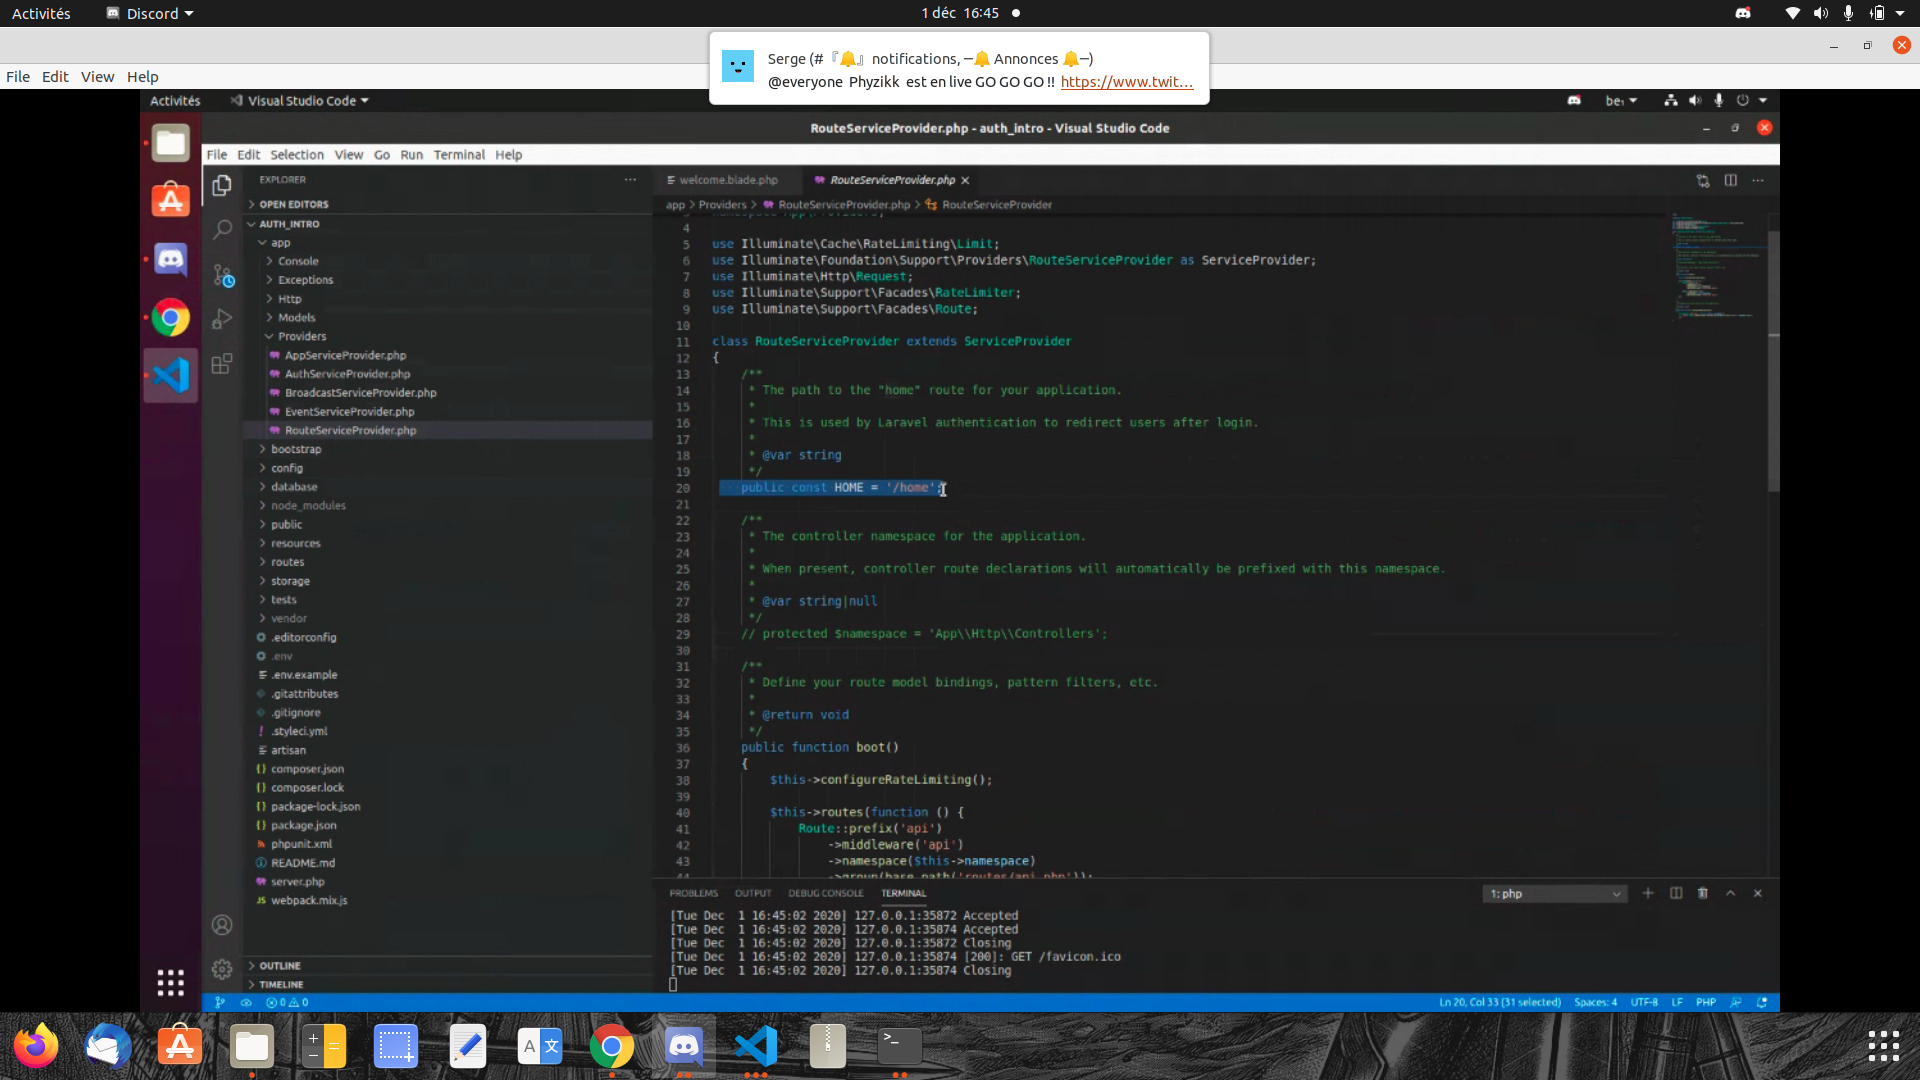 Activités
Discord
1 déc 16:45
File Edit View Help
Serge (#『🔔』notifications, ─🔔 Annonces 🔔─)
@everyone Phyzikk est en live GO GO GO !! https://www.twit…
Activités
Visual Studio Code
be₁
RouteServiceProvider.php - auth_intro - Visual Studio Code
File Edit Selection View Go Run Terminal Help
EXPLORER
OPEN EDITORS
AUTH_INTRO
app
Console
Exceptions
Http
Models
Providers
AppServiceProvider.php
AuthServiceProvider.php
BroadcastServiceProvider.php
EventServiceProvider.php
RouteServiceProvider.php
bootstrap
config
database
node_modules
public
resources
routes
storage
tests
vendor
.editorconfig
.env
.env.example
.gitattributes
.gitignore
.styleci.yml
artisan
composer.json
composer.lock
package-lock.json
package.json
phpunit.xml
README.md
server.php
JS webpack.mix.js
OUTLINE
TIMELINE
welcome.blade.php
RouteServiceProvider.php
app > Providers > RouteServiceProvider.php > RouteServiceProvider
4
5 use Illuminate\Cache\RateLimiting\Limit;
6 use Illuminate\Foundation\Support\Providers\RouteServiceProvider as ServiceProvider;
7 use Illuminate\Http\Request;
8 use Illuminate\Support\Facades\RateLimiter;
9 use Illuminate\Support\Facades\Route;
10
11 class RouteServiceProvider extends ServiceProvider
12 {
13 /**
14 * The path to the "home" route for your application.
15 *
16 * This is used by Laravel authentication to redirect users after login.
17 *
18 * @var string
19 */
20 public const HOME = '/home';
21
22 /**
23 * The controller namespace for the application.
24 *
25 * When present, controller route declarations will automatically be prefixed with this namespace.
26 *
27 * @var string|null
28 */
29 // protected $namespace = 'App\\Http\\Controllers';
30
31 /**
32 * Define your route model bindings, pattern filters, etc.
33 *
34 * @return void
35 */
36 public function boot()
37 {
38 $this->configureRateLimiting();
39
40 $this->routes(function () {
41 Route::prefix('api')
42 ->middleware('api')
43 ->namespace($this->namespace)
44 ->group(base_path('routes/api.php'));
PROBLEMS OUTPUT DEBUG CONSOLE TERMINAL
1: php
[Tue Dec  1 16:45:02 2020] 127.0.0.1:35872 Accepted
[Tue Dec  1 16:45:02 2020] 127.0.0.1:35874 Accepted
[Tue Dec  1 16:45:02 2020] 127.0.0.1:35872 Closing
[Tue Dec  1 16:45:02 2020] 127.0.0.1:35874 [200]: GET /favicon.ico
[Tue Dec  1 16:45:02 2020] 127.0.0.1:35874 Closing
0 0
Ln 20, Col 33 (31 selected) Spaces: 4 UTF-8 LF PHP